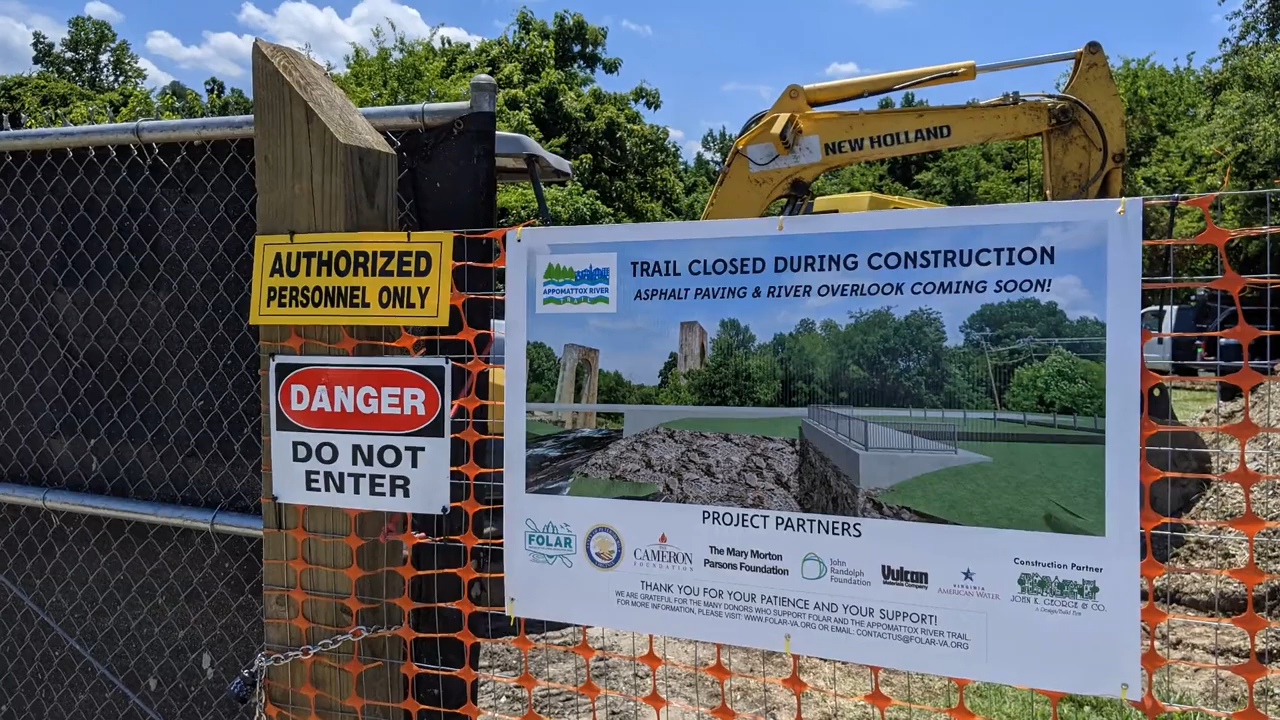 NEW HOLLAND
AUTHORIZED
PERSONNEL ONLY
DANGER
DO NOT
ENTER
APPOMATTOX RIVER
TRAIL
TRAIL CLOSED DURING CONSTRUCTION
ASPHALT PAVING & RIVER OVERLOOK COMING SOON!
PROJECT PARTNERS
FOLAR
CAMERON
FOUNDATION
The Mary Morton
Parsons Foundation
John
Randolph
Foundation
Vulcan
Materials Company
VIRGINIA
AMERICAN WATER
Construction Partner
JOHN K. GEORGE & CO.
A Design/Build Firm
THANK YOU FOR YOUR PATIENCE AND YOUR SUPPORT!
WE ARE GRATEFUL FOR THE MANY DONORS WHO SUPPORT FOLAR AND THE APPOMATTOX RIVER TRAIL.
FOR MORE INFORMATION, PLEASE VISIT: WWW.FOLAR-VA.ORG OR EMAIL: CONTACTUS@FOLAR-VA.ORG